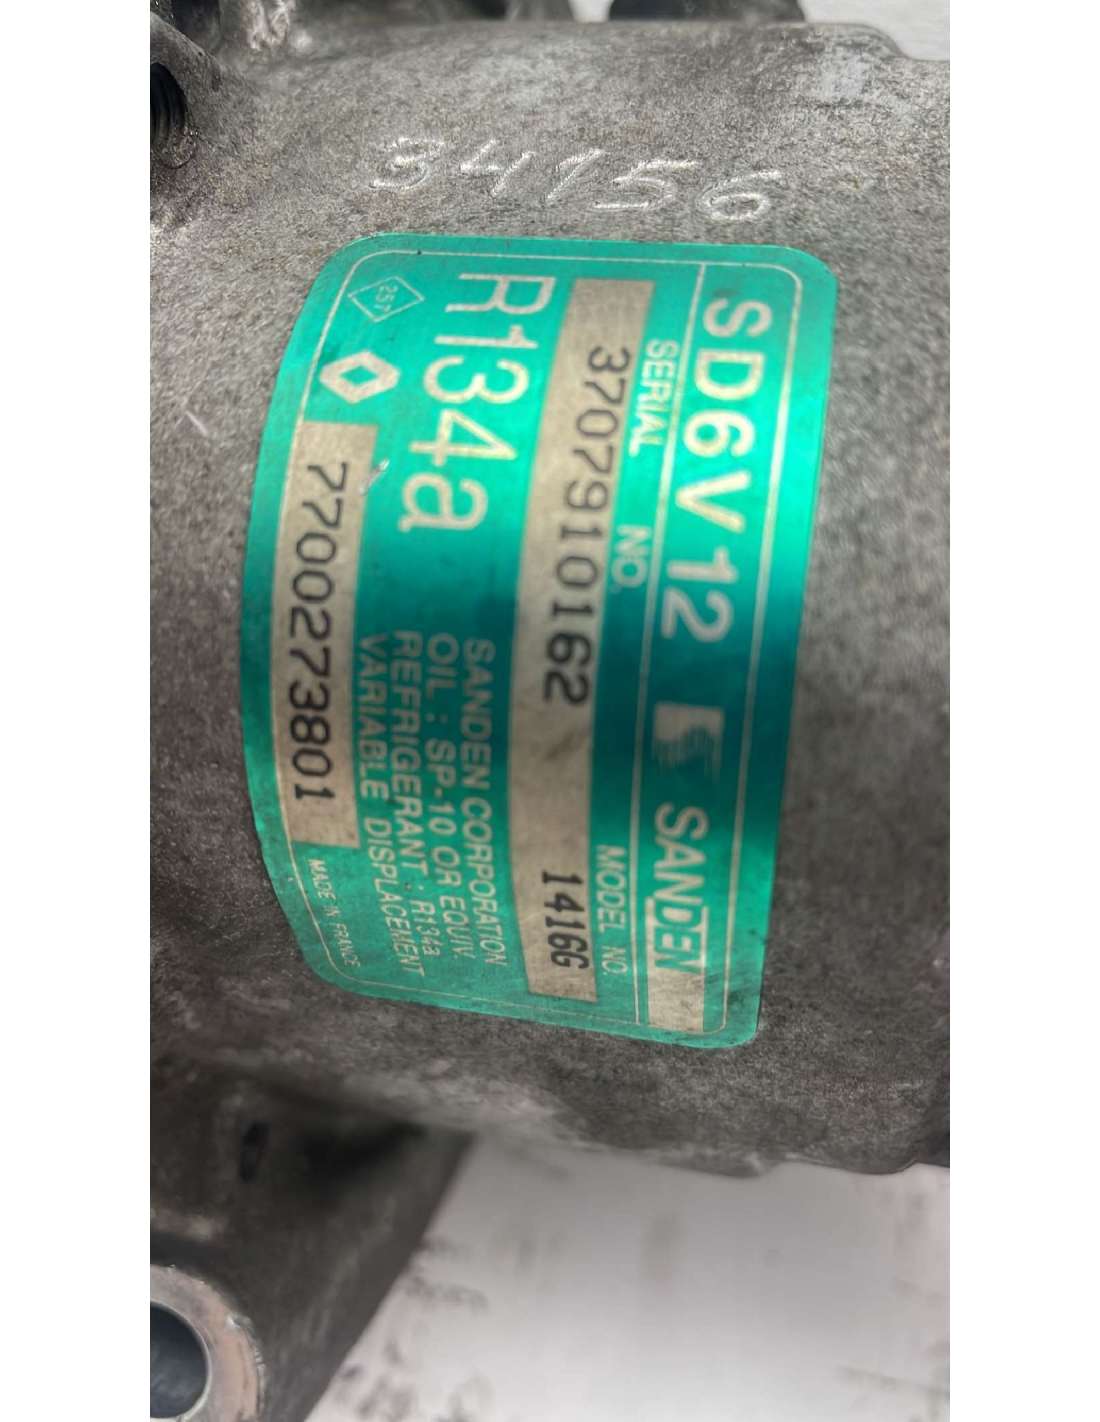 34156
SD6V12 SANDEN
SERIAL NO. MODEL NO.
3707910162 1416G
R134a
SANDEN CORPORATION
OIL : SP-10 OR EQUIV.
REFRIGERANT : R134a
VARIABLE DISPLACEMENT
257
7700273801
MADE IN FRANCE